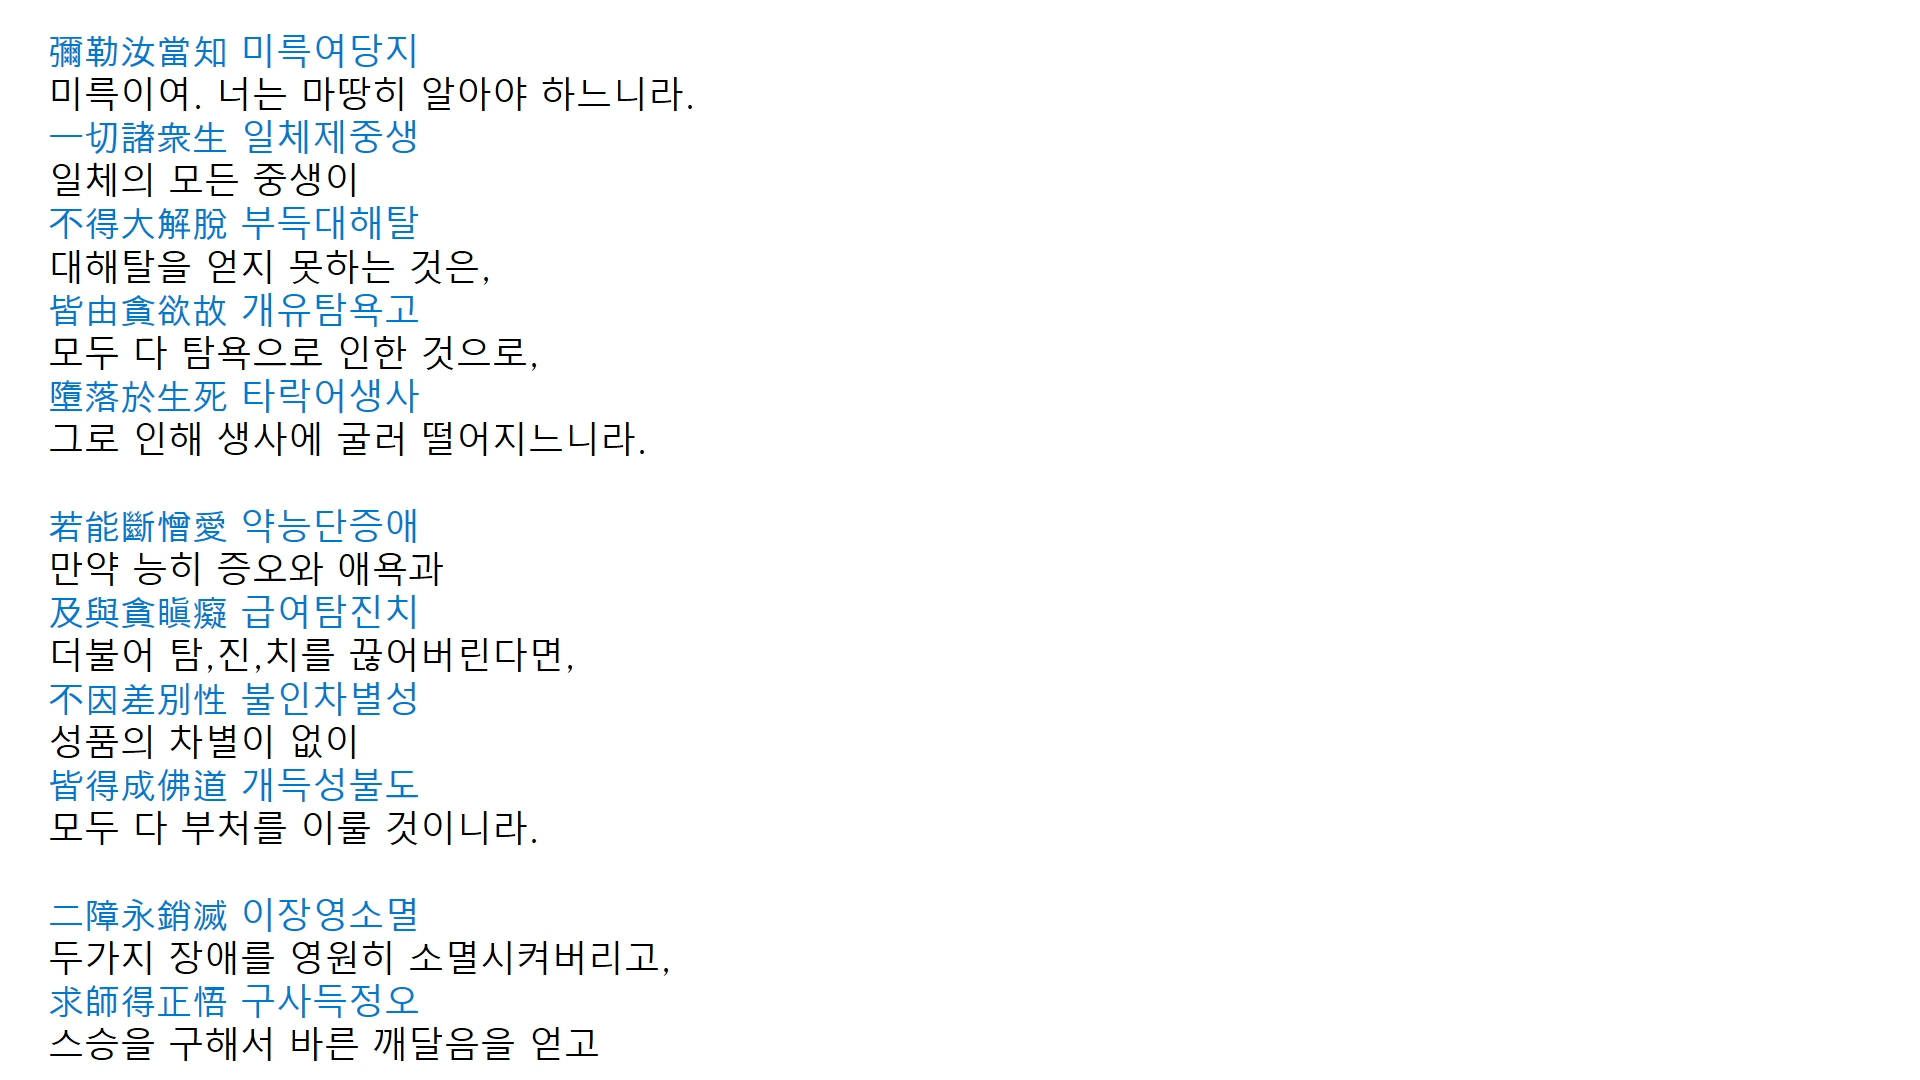 彌勒汝當知 미륵여당지
미륵이여. 너는 마땅히 알아야 하느니라.
一切諸衆生 일체제중생
일체의 모든 중생이
不得大解脫 부득대해탈
대해탈을 얻지 못하는 것은,
皆由貪欲故 개유탐욕고
모두 다 탐욕으로 인한 것으로,
墮落於生死 타락어생사
그로 인해 생사에 굴러 떨어지느니라.
若能斷憎愛 약능단증애
만약 능히 증오와 애욕과
及與貪瞋癡 급여탐진치
더불어 탐,진,치를 끊어버린다면,
不因差別性 불인차별성
성품의 차별이 없이
皆得成佛道 개득성불도
모두 다 부처를 이룰 것이니라.
二障永銷滅 이장영소멸
두가지 장애를 영원히 소멸시켜버리고,
求師得正悟 구사득정오
스승을 구해서 바른 깨달음을 얻고